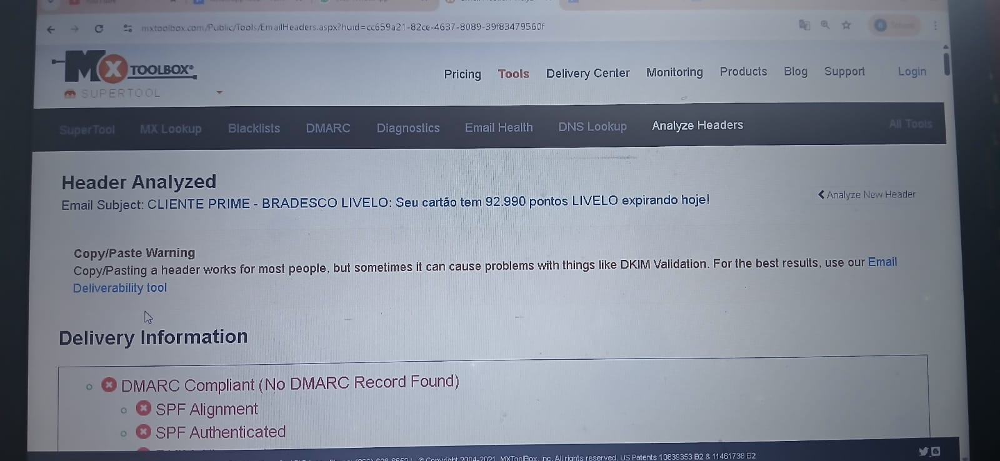 mxtoolbox.com/Public/Tools/EmailHeaders.aspx?huid=cc659a21-82ce-4637-8089-39f83479560f
MX TOOLBOX®
SUPERTOOL
Pricing Tools Delivery Center Monitoring Products Blog Support Login
SuperTool MX Lookup Blacklists DMARC Diagnostics Email Health DNS Lookup Analyze Headers All Tools
Header Analyzed
Email Subject: CLIENTE PRIME - BRADESCO LIVELO: Seu cartão tem 92.990 pontos LIVELO expirando hoje!
Analyze New Header
Copy/Paste Warning
Copy/Pasting a header works for most people, but sometimes it can cause problems with things like DKIM Validation. For the best results, use our Email
Deliverability tool
Delivery Information
DMARC Compliant (No DMARC Record Found)
SPF Alignment
SPF Authenticated
© Copyright 2004-2021, MXToolBox, Inc. All rights reserved. US Patents 10839353 B2 & 11461738 B2